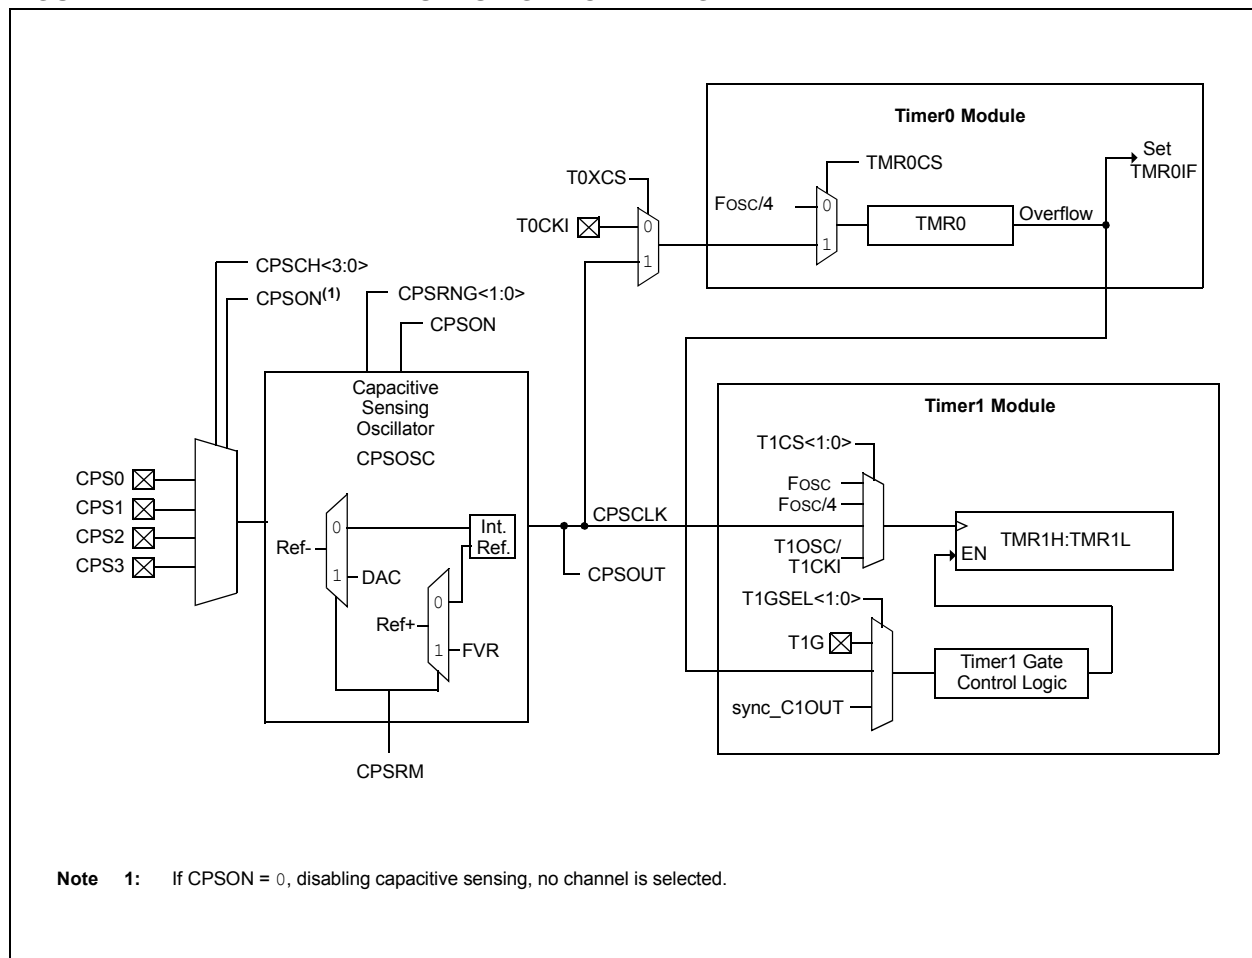 Timer0 Module
Set
TMR0IF
TMR0CS
T0XCS
FOSC/4
0
TMR0
Overflow
T0CKI
0
1
1
CPSCH<3:0>
CPSON(1)
CPSRNG<1:0>
CPSON
Capacitive
Sensing
Oscillator
CPSOSC
Timer1 Module
T1CS<1:0>
CPS0
CPS1
CPS2
CPS3
FOSC
FOSC/4
CPSCLK
0
Int.
Ref.
Ref-
TMR1H:TMR1L
T1OSC/
T1CKI
EN
1
DAC
CPSOUT
0
T1GSEL<1:0>
Ref+
1
FVR
T1G
Timer1 Gate
Control Logic
sync_C1OUT
CPSRM
Note 1: If CPSON = 0, disabling capacitive sensing, no channel is selected.